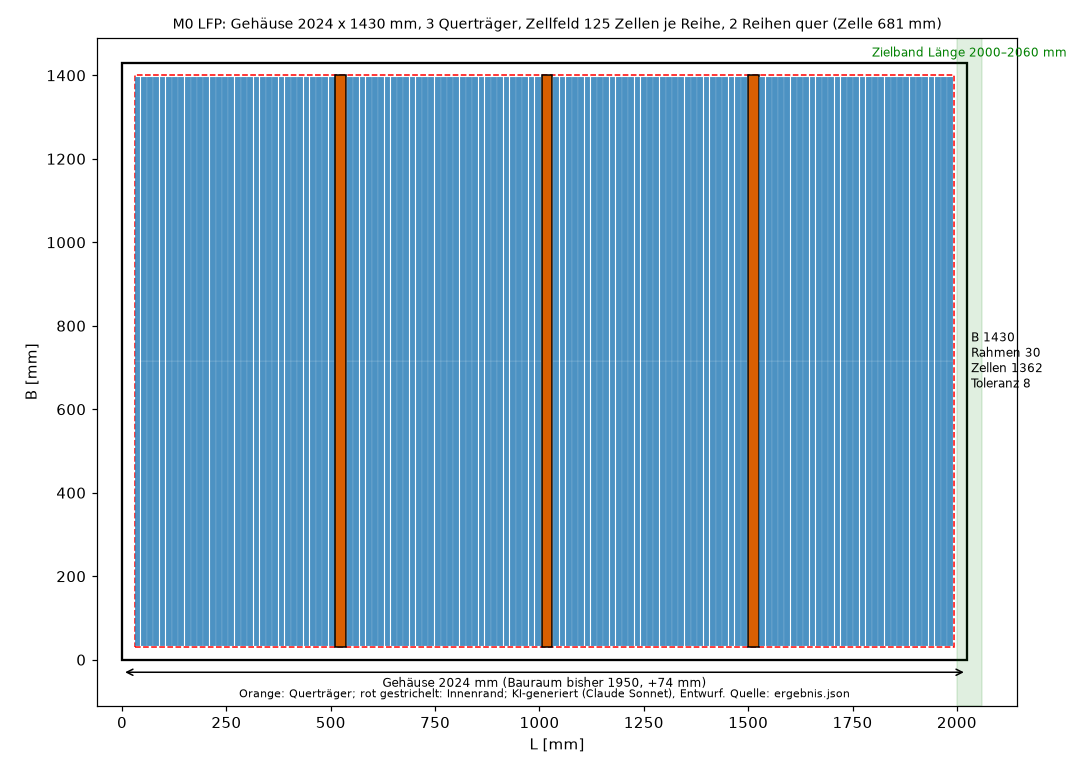 M0 LFP: Gehäuse 2024 x 1430 mm, 3 Querträger, Zellfeld 125 Zellen je Reihe, 2 Reihen quer (Zelle 681 mm)
Zielband Länge 2000–2060 mm
1400
1200
1000
800
600
400
200
0
B [mm]
B 1430
Rahmen 30
Zellen 1362
Toleranz 8
Gehäuse 2024 mm (Bauraum bisher 1950, +74 mm)
Orange: Querträger; rot gestrichelt: Innenrand; KI-generiert (Claude Sonnet), Entwurf. Quelle: ergebnis.json
0 250 500 750 1000 1250 1500 1750 2000
L [mm]